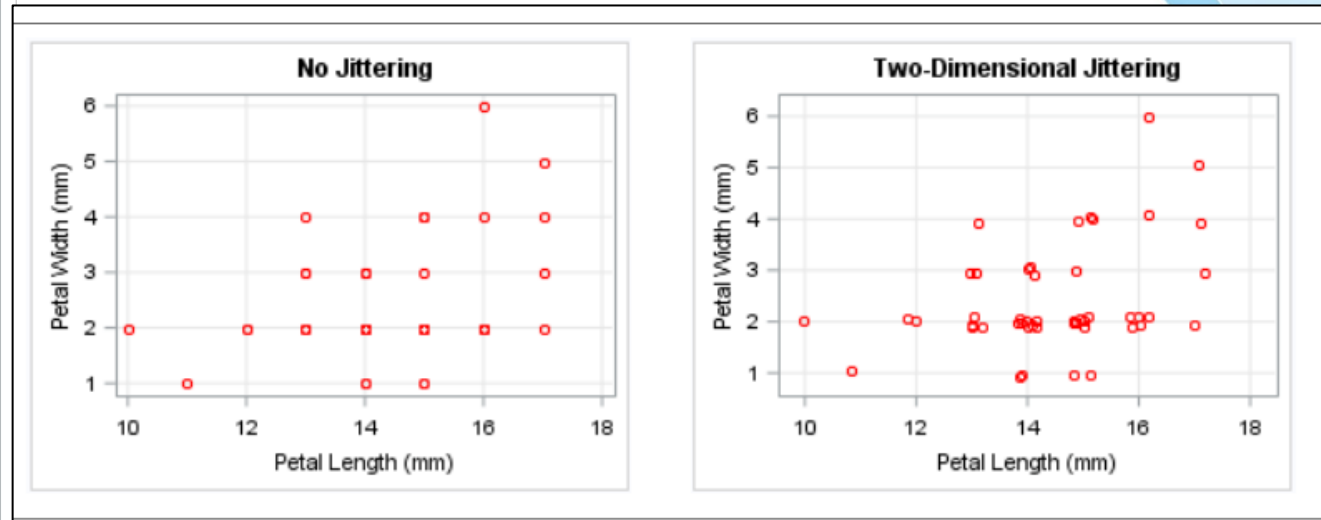 No Jittering
6
5
4
3
2
1
Petal Width (mm)
10 12 14 16 18
Petal Length (mm)
Two-Dimensional Jittering
6
5
4
3
2
1
Petal Width (mm)
10 12 14 16 18
Petal Length (mm)